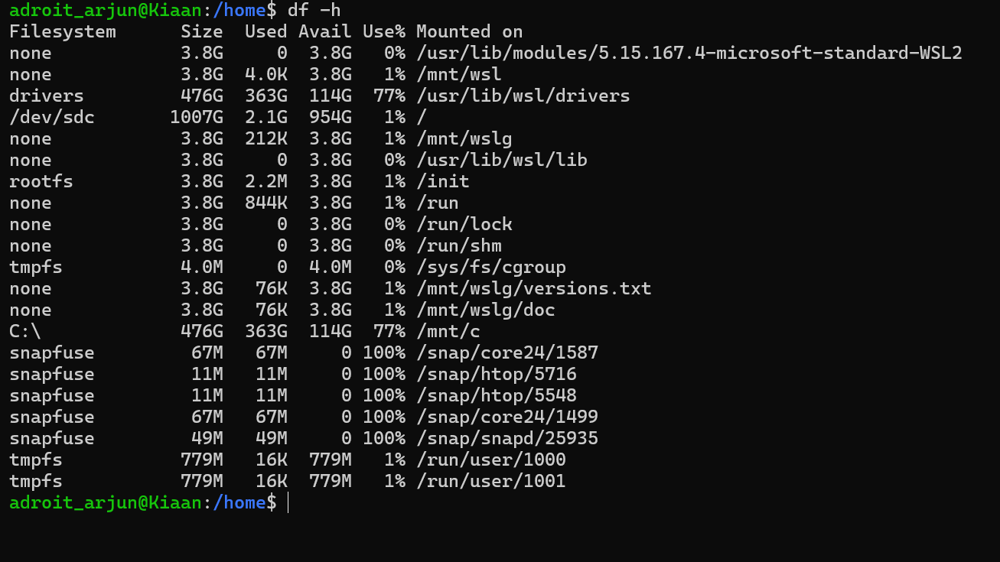 adroit_arjun@Kiaan:/home$ df -h
Filesystem      Size  Used Avail Use% Mounted on
none            3.8G     0  3.8G   0% /usr/lib/modules/5.15.167.4-microsoft-standard-WSL2
none            3.8G  4.0K  3.8G   1% /mnt/wsl
drivers         476G  363G  114G  77% /usr/lib/wsl/drivers
/dev/sdc       1007G  2.1G  954G   1% /
none            3.8G  212K  3.8G   1% /mnt/wslg
none            3.8G     0  3.8G   0% /usr/lib/wsl/lib
rootfs          3.8G  2.2M  3.8G   1% /init
none            3.8G  844K  3.8G   1% /run
none            3.8G     0  3.8G   0% /run/lock
none            3.8G     0  3.8G   0% /run/shm
tmpfs           4.0M     0  4.0M   0% /sys/fs/cgroup
none            3.8G   76K  3.8G   1% /mnt/wslg/versions.txt
none            3.8G   76K  3.8G   1% /mnt/wslg/doc
C:\             476G  363G  114G  77% /mnt/c
snapfuse         67M   67M     0 100% /snap/core24/1587
snapfuse         11M   11M     0 100% /snap/htop/5716
snapfuse         11M   11M     0 100% /snap/htop/5548
snapfuse         67M   67M     0 100% /snap/core24/1499
snapfuse         49M   49M     0 100% /snap/snapd/25935
tmpfs           779M   16K  779M   1% /run/user/1000
tmpfs           779M   16K  779M   1% /run/user/1001
adroit_arjun@Kiaan:/home$